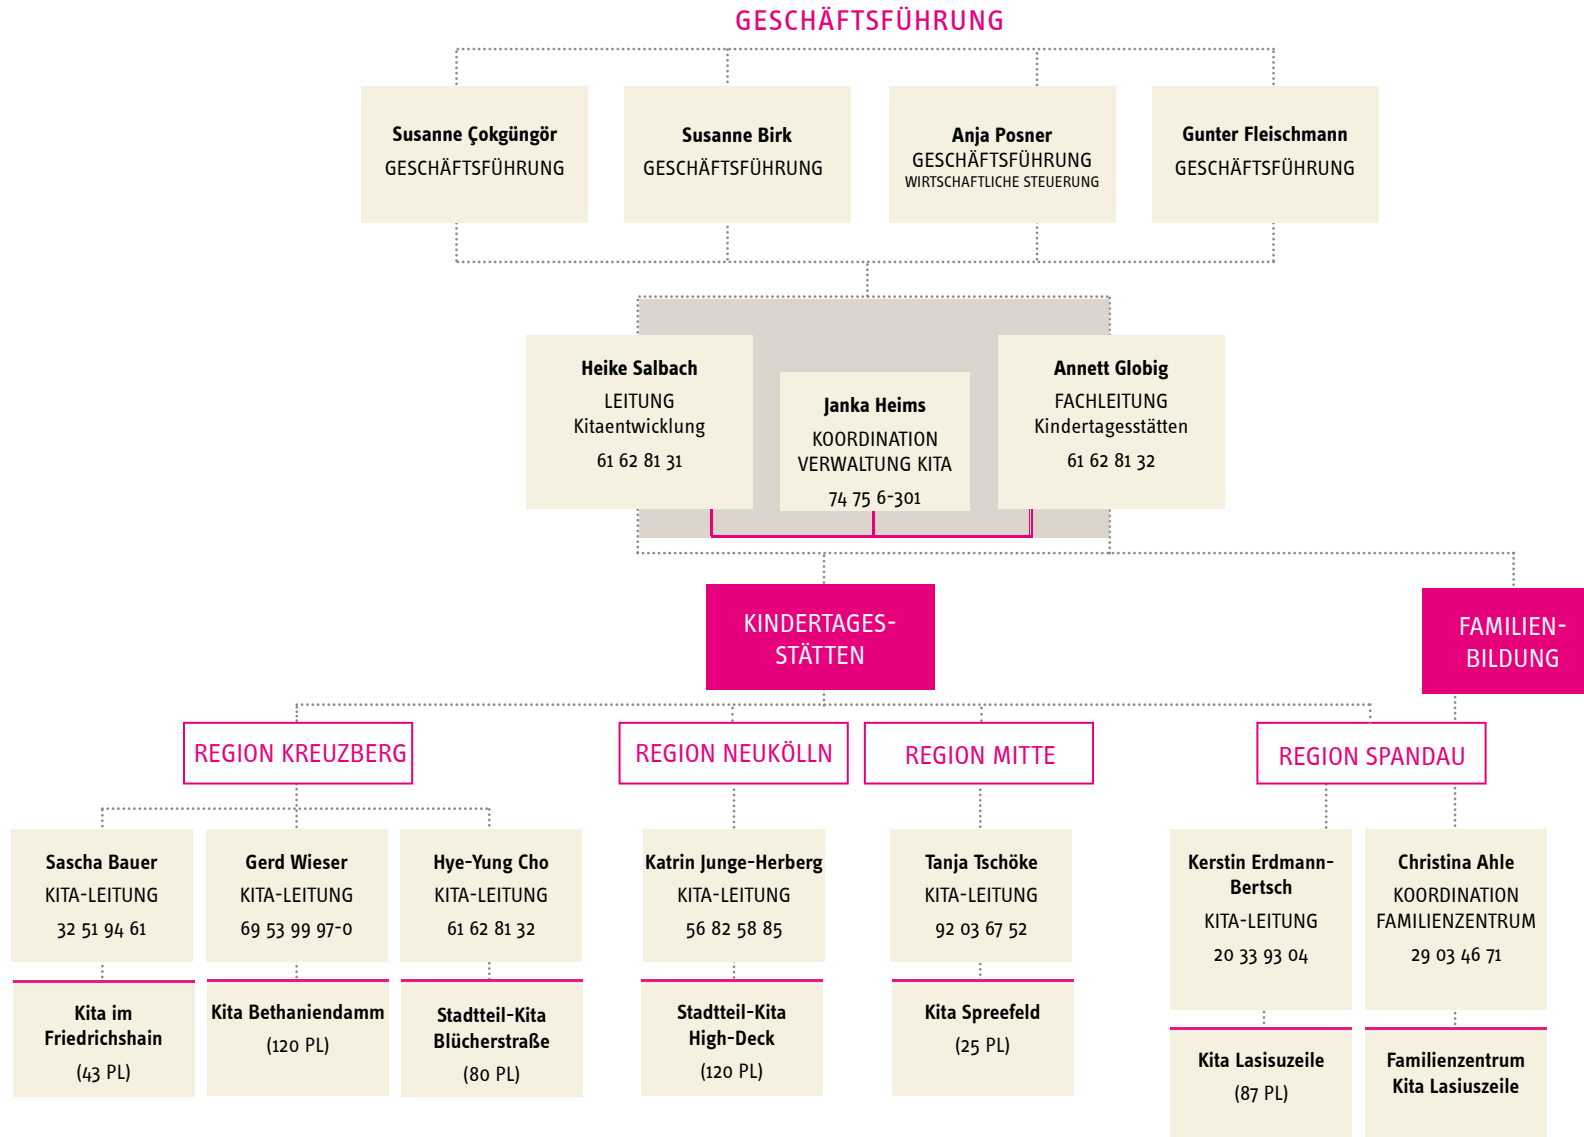 GESCHÄFTSFÜHRUNG
Susanne Çokgüngör
GESCHÄFTSFÜHRUNG
Susanne Birk
GESCHÄFTSFÜHRUNG
Anja Posner
GESCHÄFTSFÜHRUNG
WIRTSCHAFTLICHE STEUERUNG
Gunter Fleischmann
GESCHÄFTSFÜHRUNG
Heike Salbach
LEITUNG
Kitaentwicklung
61 62 81 31
Janka Heims
KOORDINATION
VERWALTUNG KITA
74 75 6-301
Annett Globig
FACHLEITUNG
Kindertagesstätten
61 62 81 32
KINDERTAGES-
STÄTTEN
FAMILIEN-
BILDUNG
REGION KREUZBERG
REGION NEUKÖLLN
REGION MITTE
REGION SPANDAU
Sascha Bauer
KITA-LEITUNG
32 51 94 61
Gerd Wieser
KITA-LEITUNG
69 53 99 97-0
Hye-Yung Cho
KITA-LEITUNG
61 62 81 32
Katrin Junge-Herberg
KITA-LEITUNG
56 82 58 85
Tanja Tschöke
KITA-LEITUNG
92 03 67 52
Kerstin Erdmann-
Bertsch
KITA-LEITUNG
20 33 93 04
Christina Ahle
KOORDINATION
FAMILIENZENTRUM
29 03 46 71
Kita im
Friedrichshain
(43 PL)
Kita Bethaniendamm
(120 PL)
Stadtteil-Kita
Blücherstraße
(80 PL)
Stadtteil-Kita
High-Deck
(120 PL)
Kita Spreefeld
(25 PL)
Kita Lasisuzeile
(87 PL)
Familienzentrum
Kita Lasiuszeile